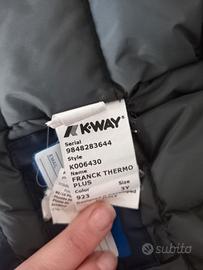 K-WAY
Serial
9848283644
Style
K006430
Name
FRANCK THERMO
PLUS
Color
Size
923
3Y
subito